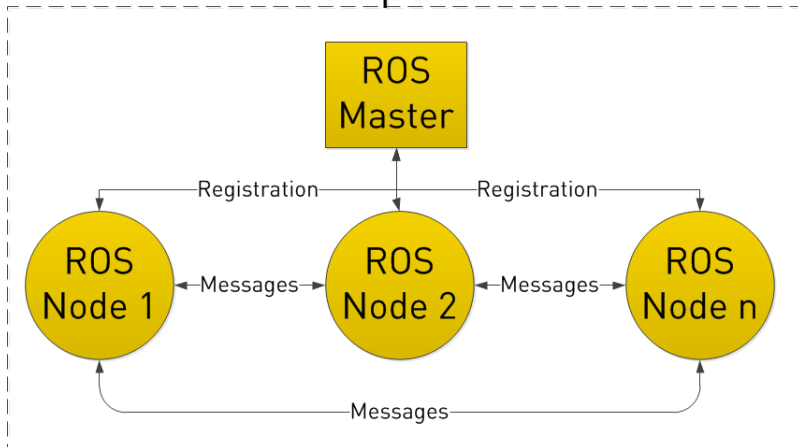 ROS
Master
Registration
Registration
ROS
Node 1
Messages
ROS
Node 2
Messages
ROS
Node n
Messages